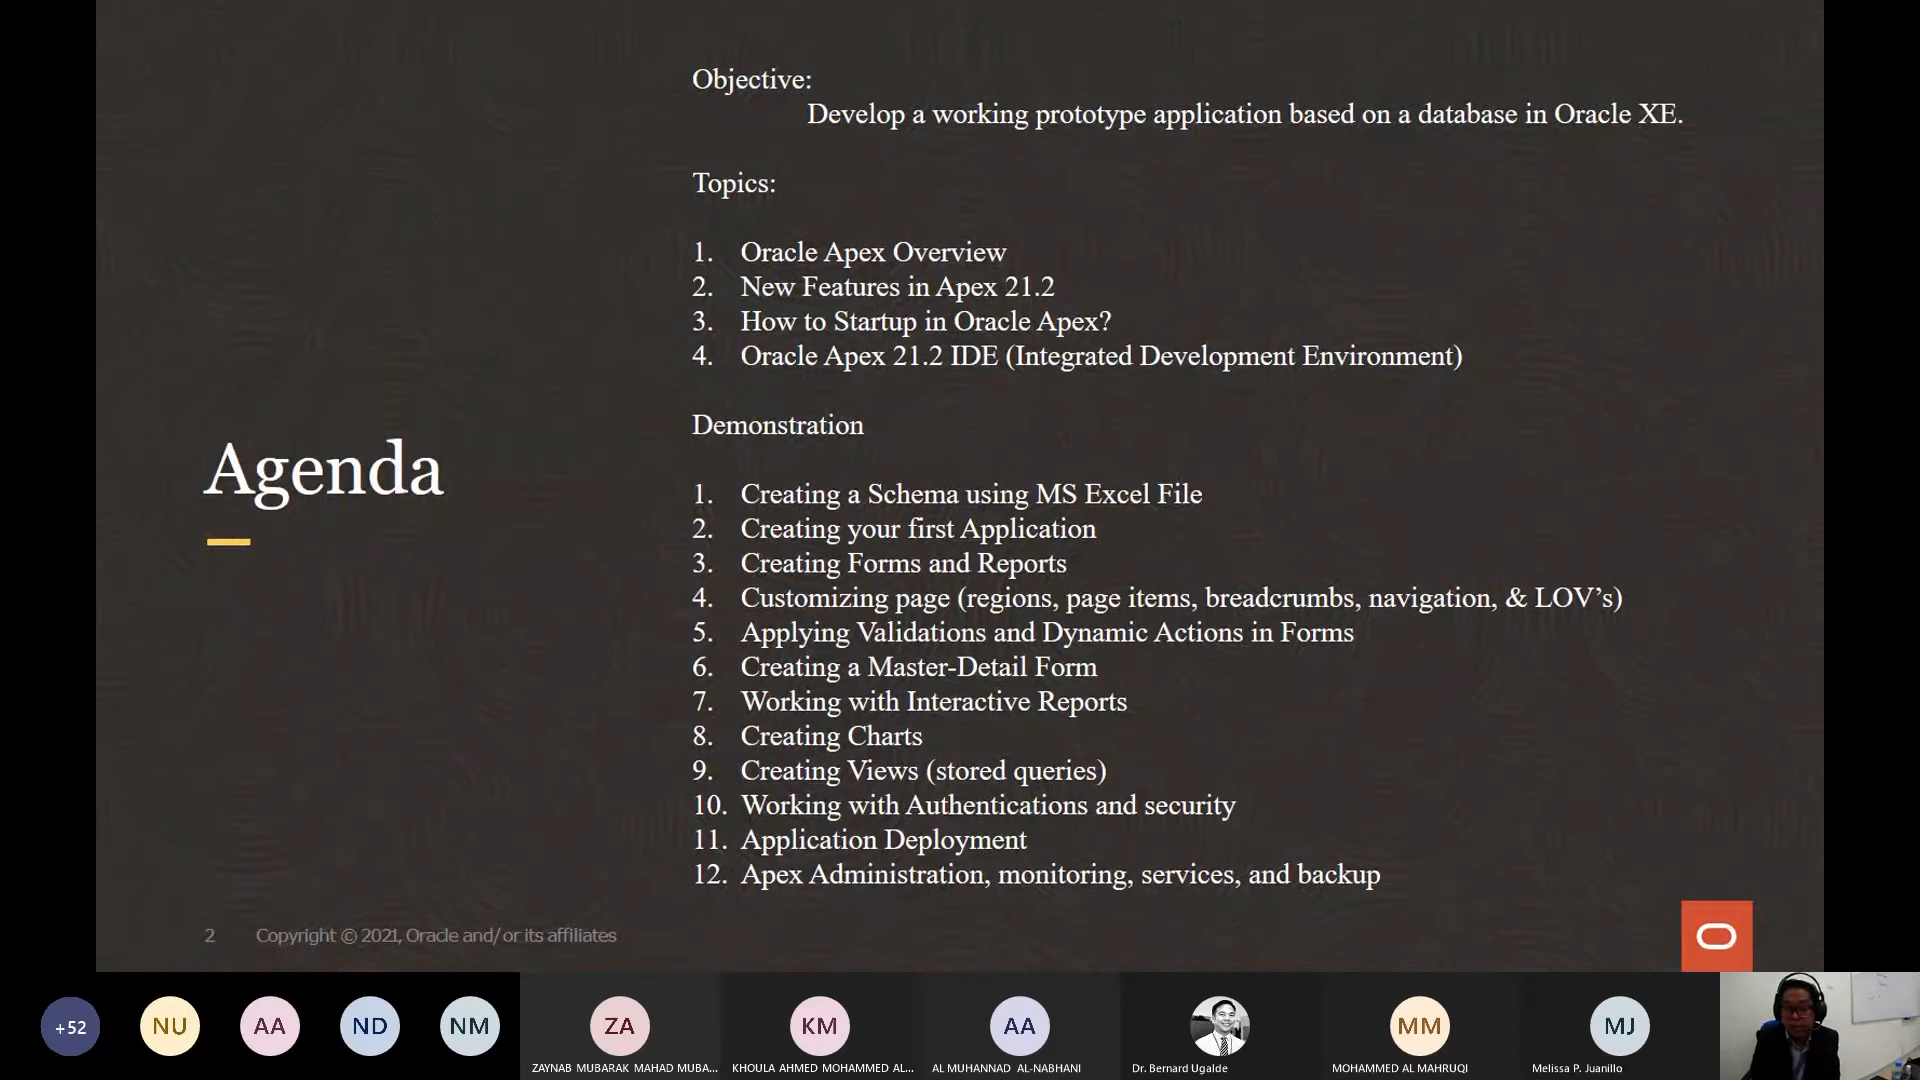 Objective:
Develop a working prototype application based on a database in Oracle XE.
Topics:
1. Oracle Apex Overview
2. New Features in Apex 21.2
3. How to Startup in Oracle Apex?
4. Oracle Apex 21.2 IDE (Integrated Development Environment)
Demonstration
Agenda
1. Creating a Schema using MS Excel File
2. Creating your first Application
3. Creating Forms and Reports
4. Customizing page (regions, page items, breadcrumbs, navigation, & LOV’s)
5. Applying Validations and Dynamic Actions in Forms
6. Creating a Master-Detail Form
7. Working with Interactive Reports
8. Creating Charts
9. Creating Views (stored queries)
10. Working with Authentications and security
11. Application Deployment
12. Apex Administration, monitoring, services, and backup
2 Copyright © 2021, Oracle and/or its affiliates
+52 NU AA ND NM ZA KM AA MM MJ
ZAYNAB MUBARAK MAHAD MUBA... KHOULA AHMED MOHAMMED AL... AL MUHANNAD AL-NABHANI Dr. Bernard Ugalde MOHAMMED AL MAHRUQI Melissa P. Juanillo